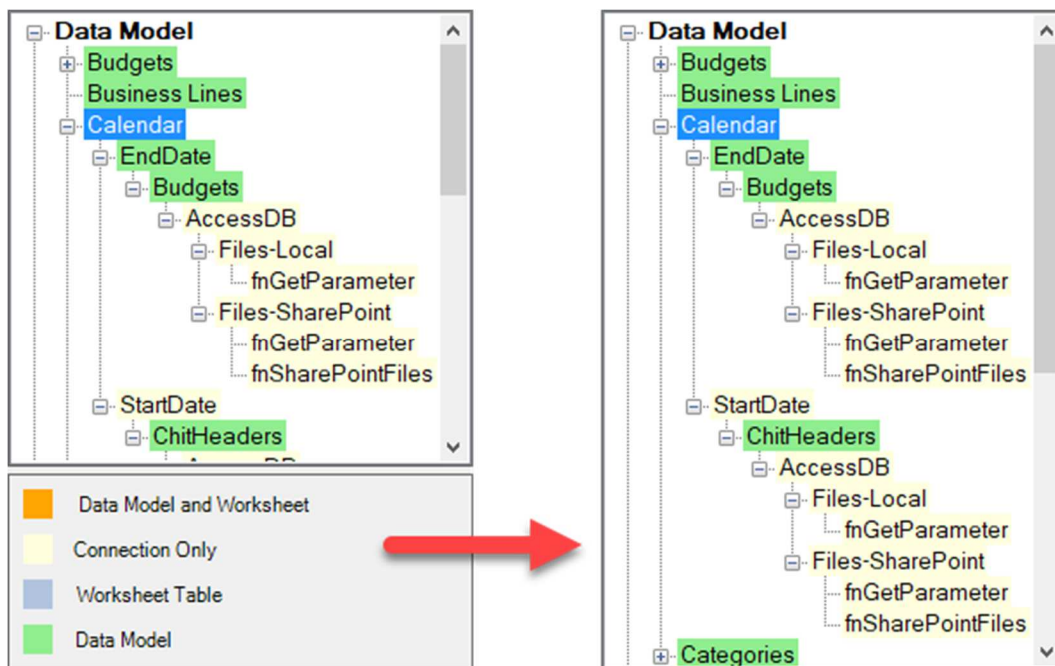 Data Model
Budgets
Business Lines
Calendar
EndDate
Budgets
AccessDB
Files-Local
fnGetParameter
Files-SharePoint
fnGetParameter
fnSharePointFiles
StartDate
ChitHeaders
AccessDB
Data Model and Worksheet
Connection Only
Worksheet Table
Data Model
Data Model
Budgets
Business Lines
Calendar
EndDate
Budgets
AccessDB
Files-Local
fnGetParameter
Files-SharePoint
fnGetParameter
fnSharePointFiles
StartDate
ChitHeaders
AccessDB
Files-Local
fnGetParameter
Files-SharePoint
fnGetParameter
fnSharePointFiles
Categories